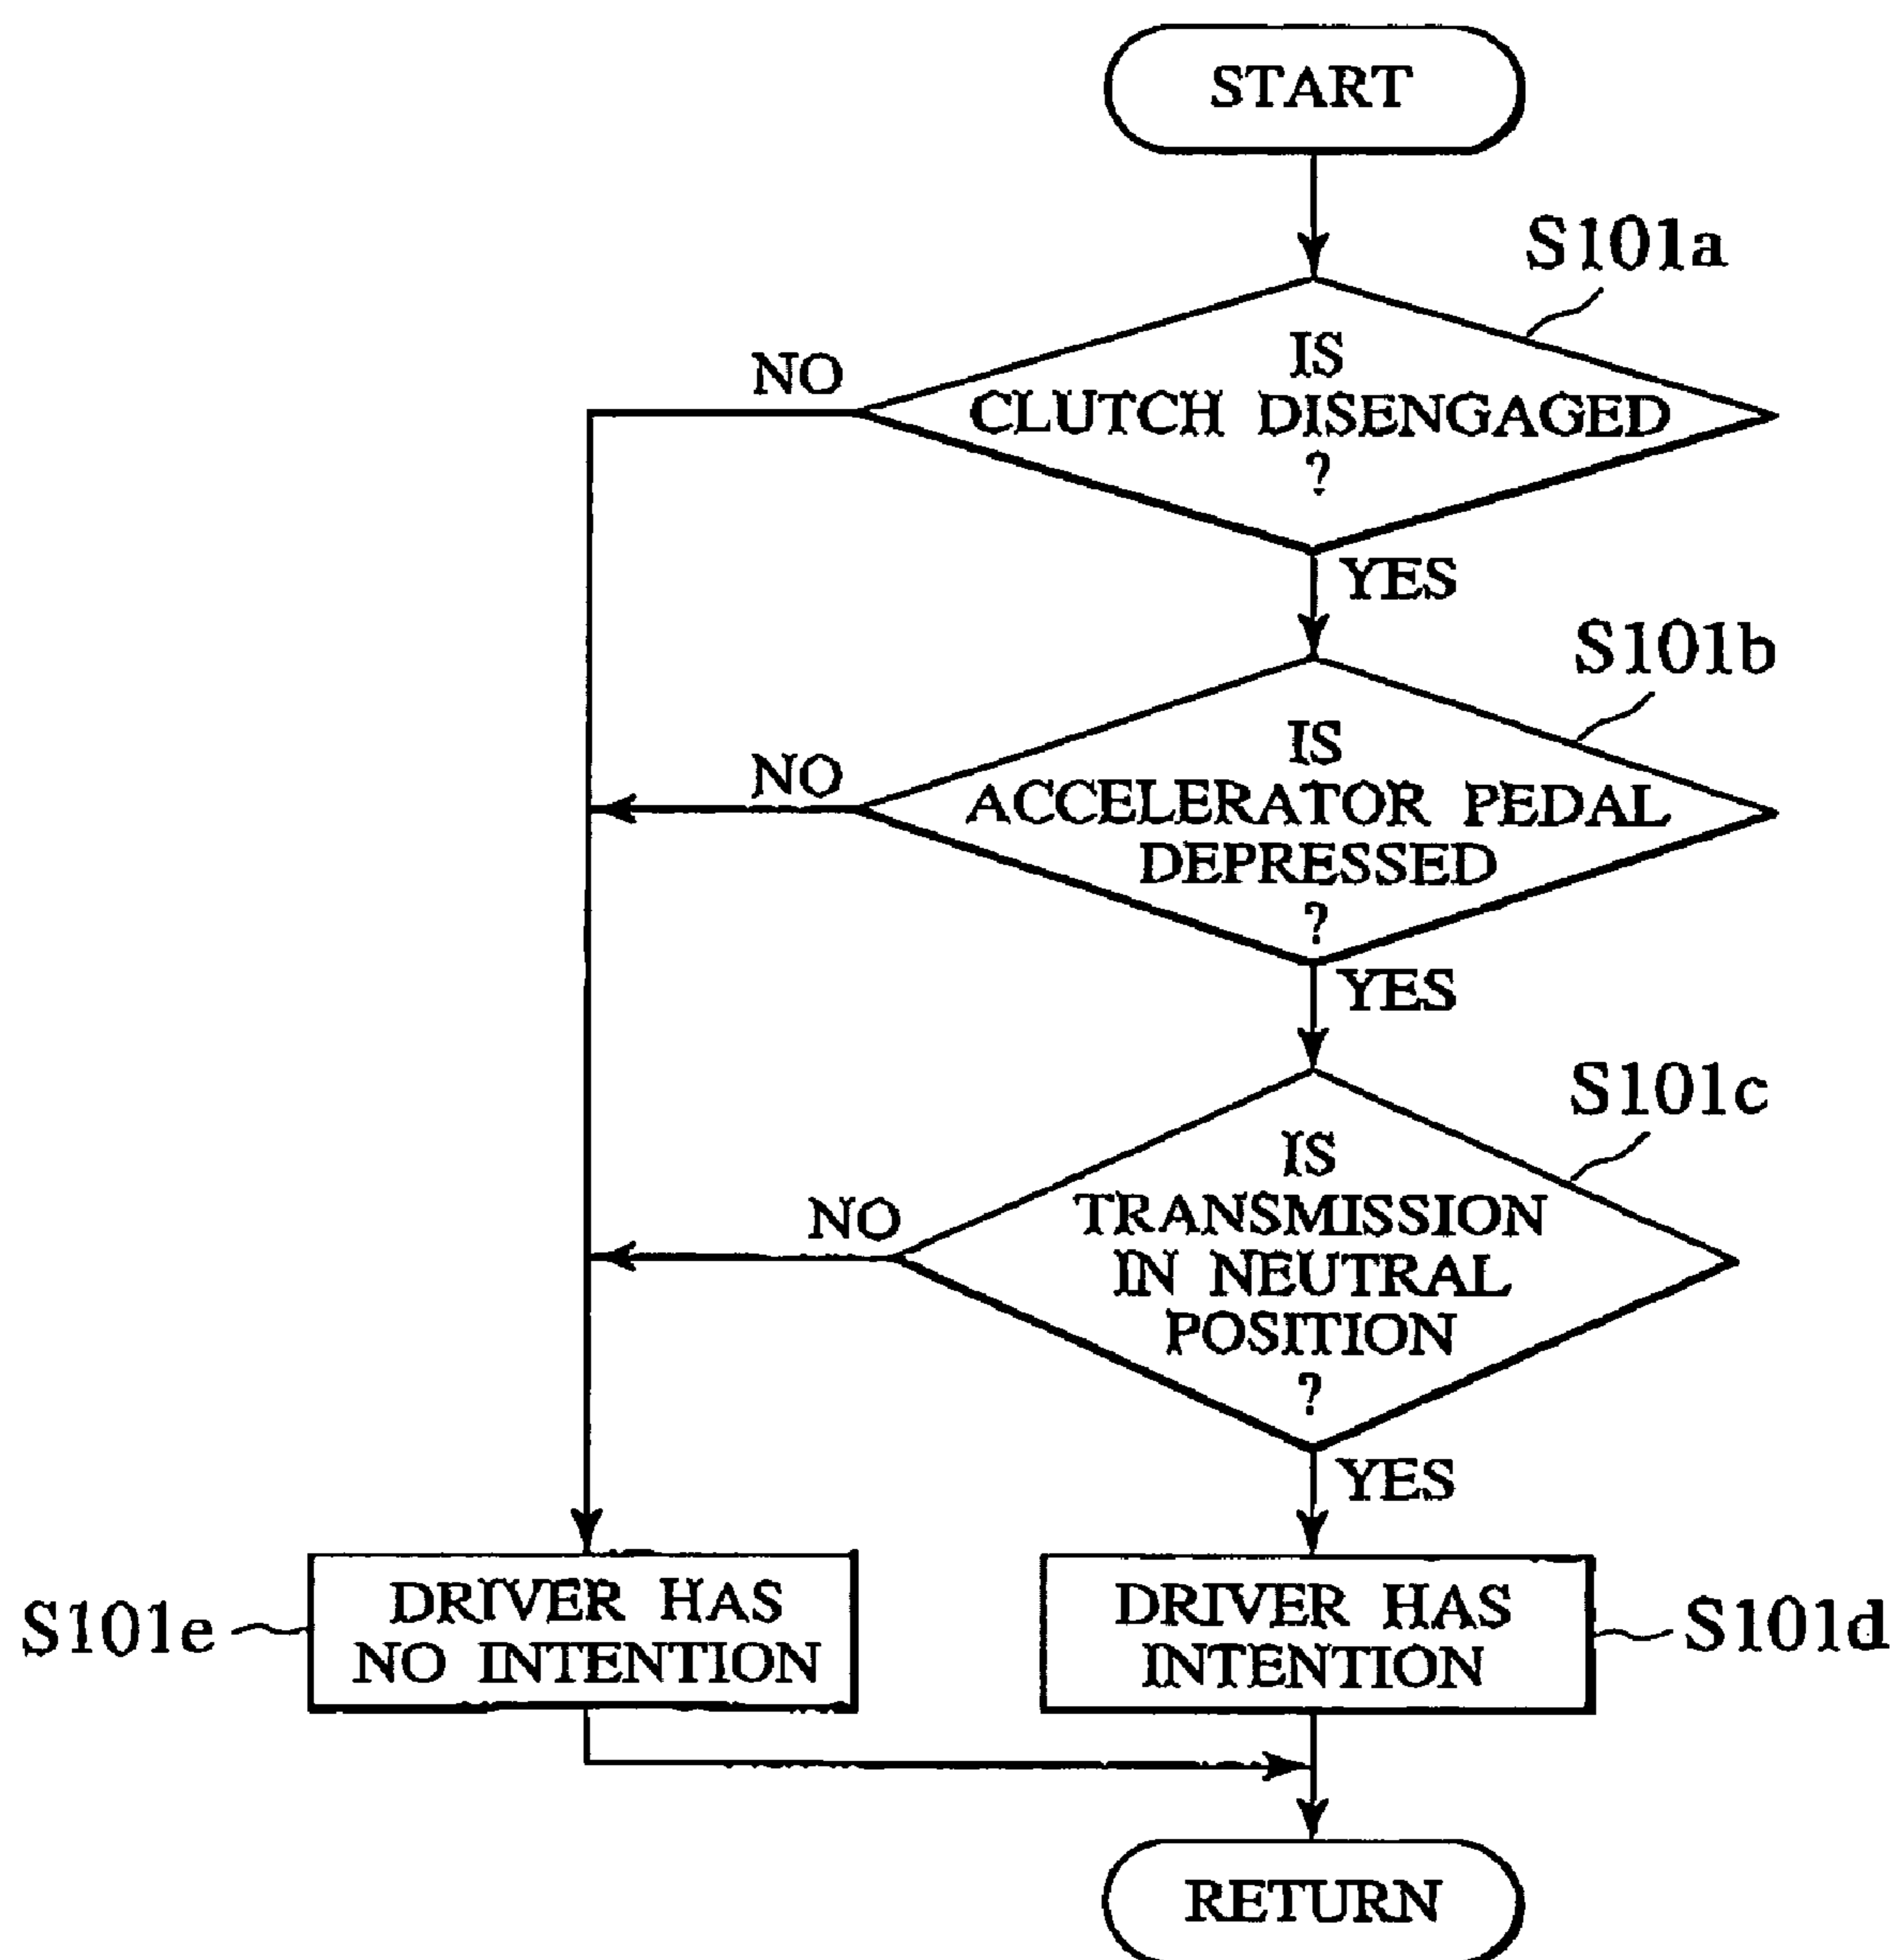 START
S101a
IS
CLUTCH DISENGAGED
?
NO
YES
S101b
IS
ACCELERATOR PEDAL
DEPRESSED
?
NO
YES
S101c
IS
TRANSMISSION
IN NEUTRAL
POSITION
?
NO
YES
S101e
DRIVER HAS
NO INTENTION
DRIVER HAS
INTENTION
S101d
RETURN